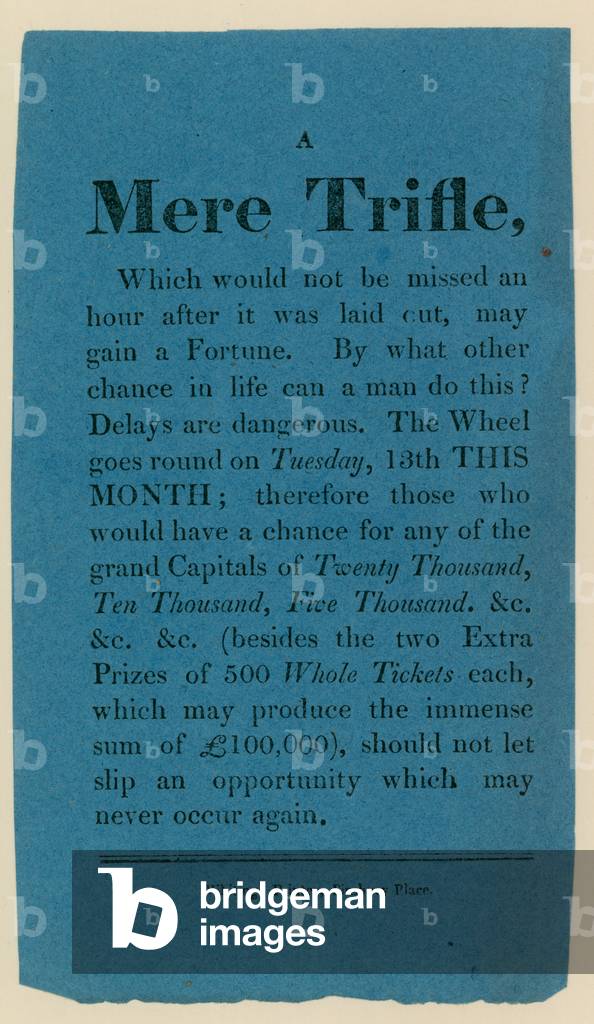 A
Mere Trifle,
Which would not be missed an
hour after it was laid out, may
gain a Fortune. By what other
chance in life can a man do this?
Delays are dangerous. The Wheel
goes round on Tuesday, 13th THIS
MONTH; therefore those who
would have a chance for any of the
grand Capitals of Twenty Thousand,
Ten Thousand, Five Thousand. &c.
&c. &c. (besides the two Extra
Prizes of 500 Whole Tickets each,
which may produce the immense
sum of £100,000), should not let
slip an opportunity which may
never occur again.
Place.
bridgeman
images